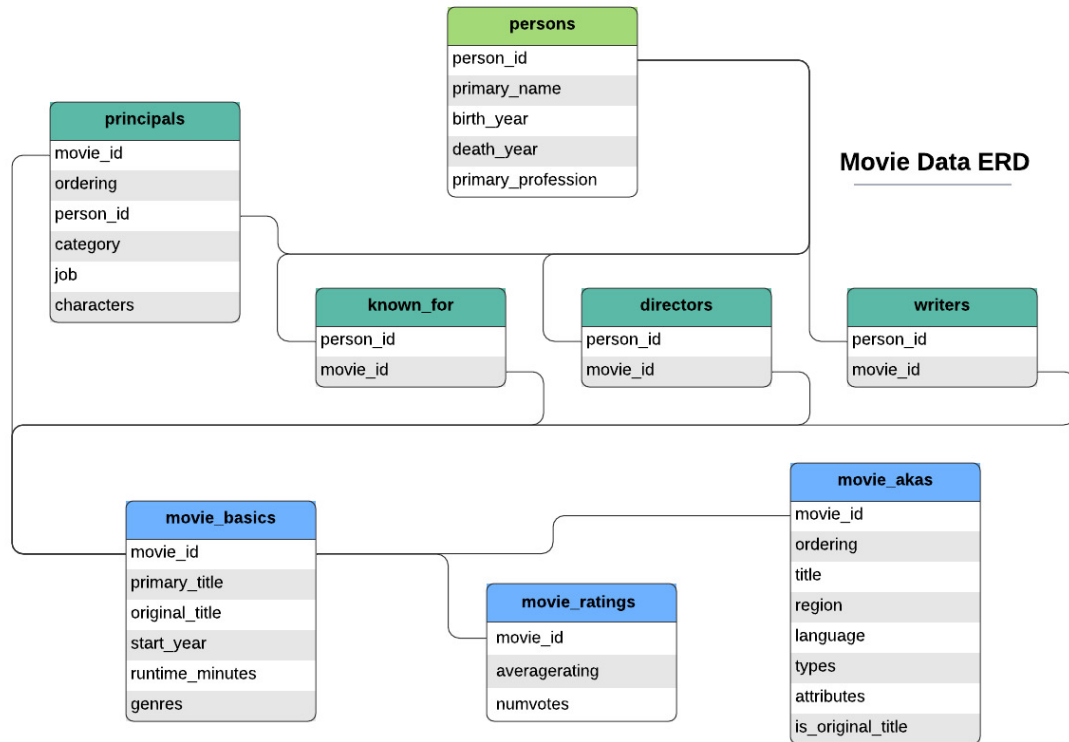 persons
person_id
primary_name
birth_year
death_year
primary_profession
principals
movie_id
ordering
person_id
category
job
characters
Movie Data ERD
known_for
person_id
movie_id
directors
person_id
movie_id
writers
person_id
movie_id
movie_basics
movie_id
primary_title
original_title
start_year
runtime_minutes
genres
movie_ratings
movie_id
averagerating
numvotes
movie_akas
movie_id
ordering
title
region
language
types
attributes
is_original_title